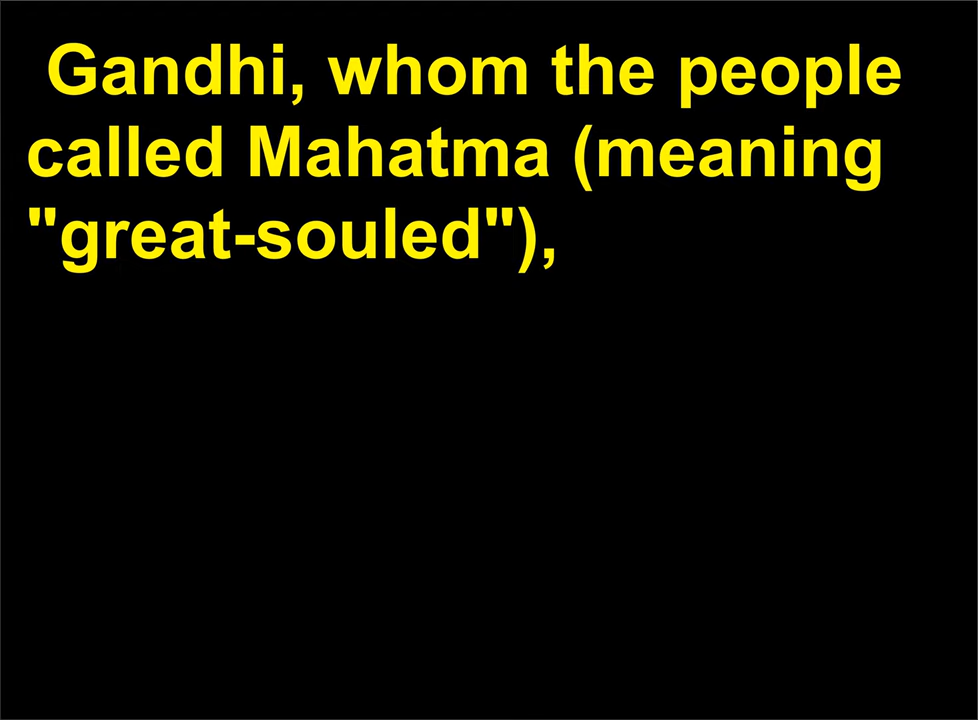 Gandhi, whom the people
called Mahatma (meaning
"great-souled"),